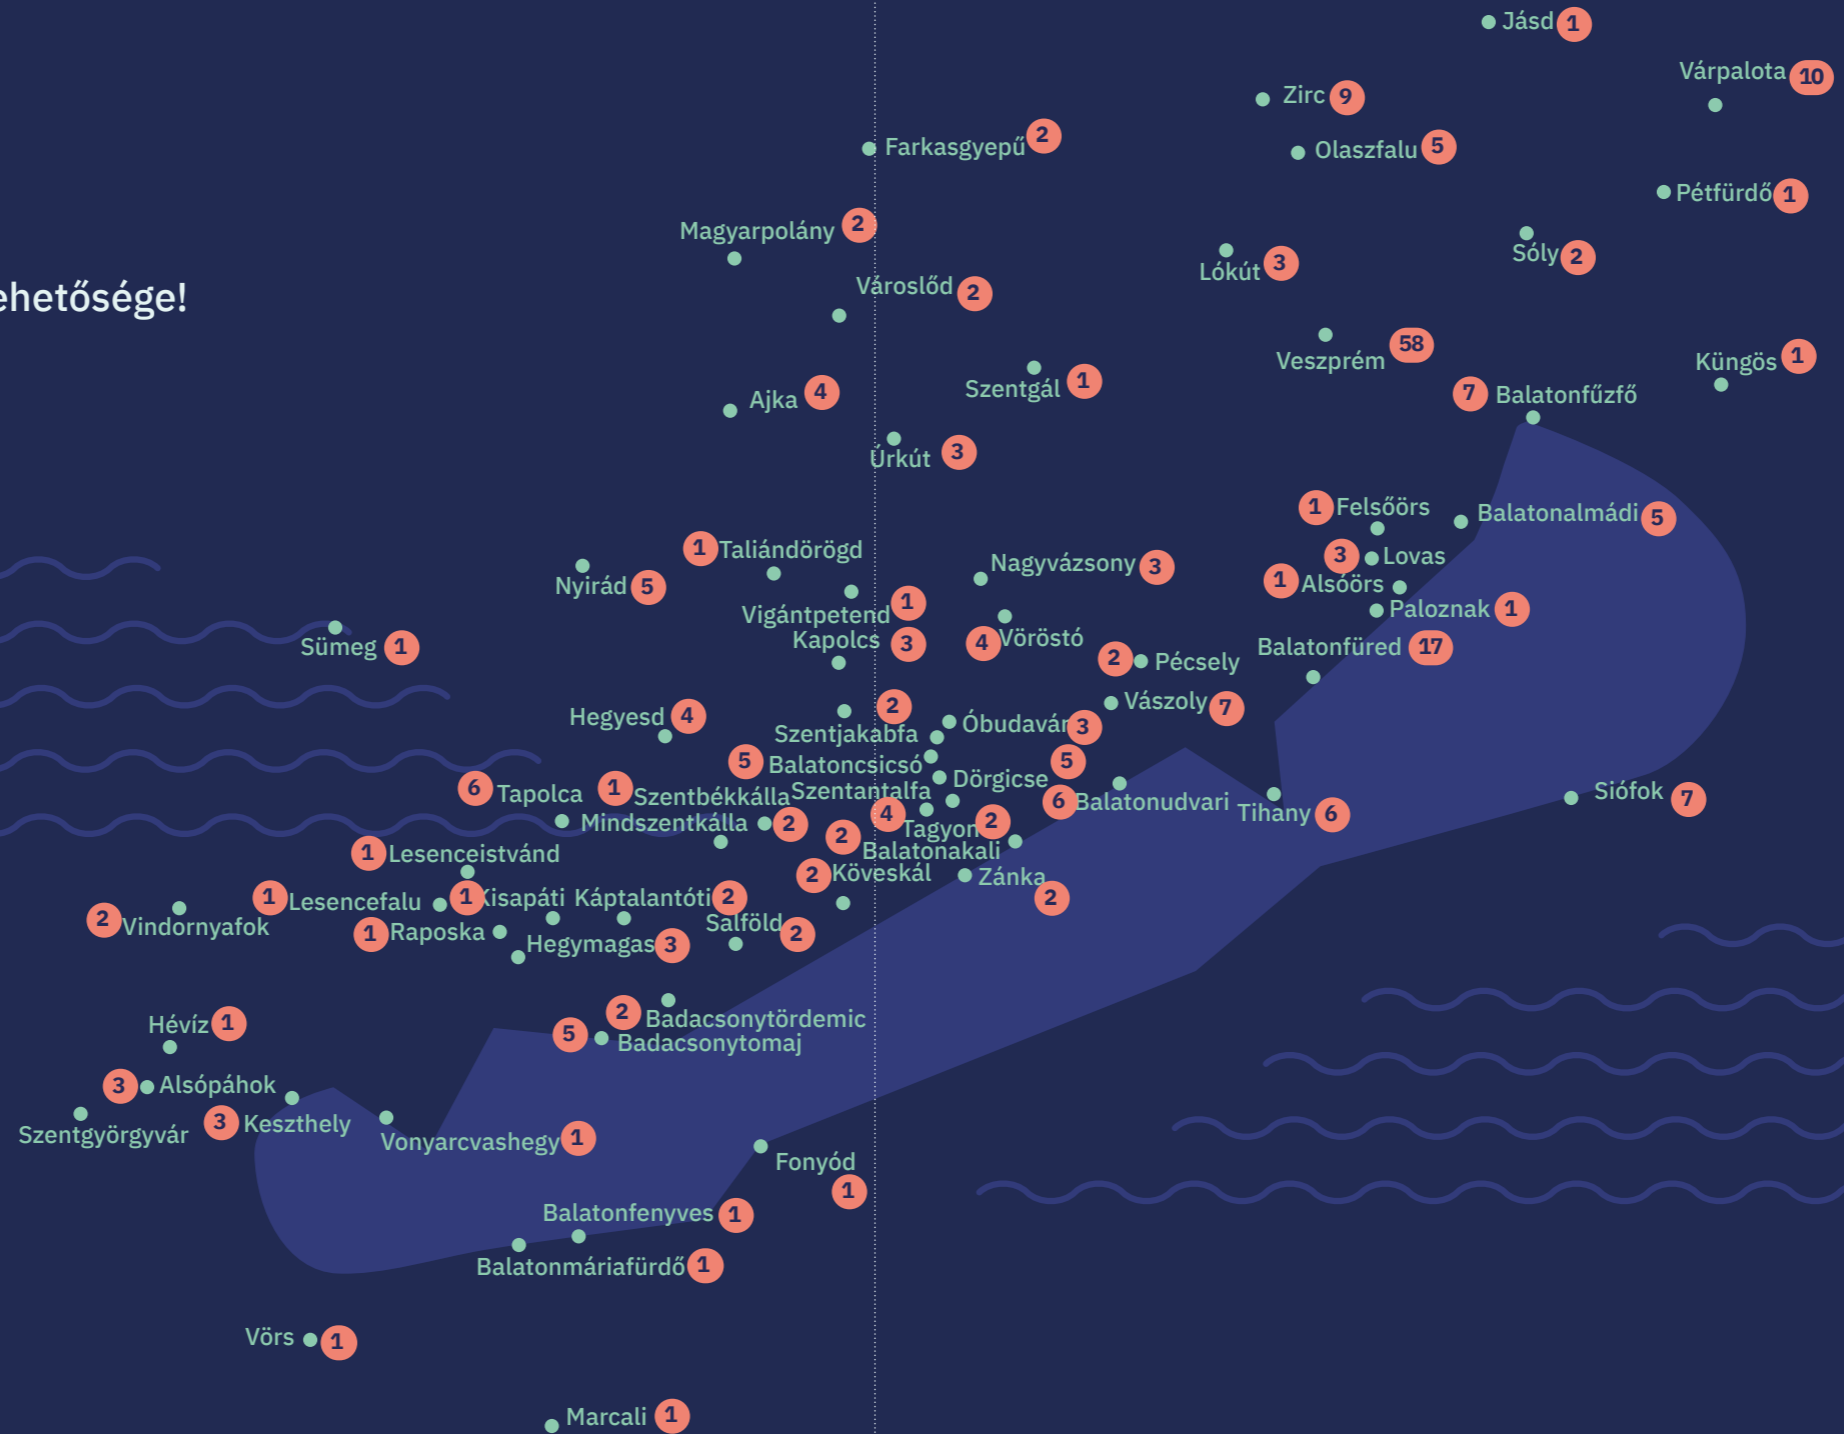 Jásd 1
Várpalota 10
Zirc 9
Farkasgyepű 2
Olaszfalu 5
Pétfürdő 1
Magyarpolány 2
Sóly 2
Lókút 3
ehetősége!
Városlőd 2
Veszprém 58
Küngös 1
Szentgál 1
7 Balatonfűzfő
Ajka 4
Úrkút 3
1 Felsőörs
Balatonalmádi 5
1 Taliándörögd
3 Lovas
Nagyvázsony 3
Nyirád 5
1 Alsóörs
Vigántpetend 1
Paloznak 1
Sümeg 1
Kapolcs 3
4 Vöröstó
Balatonfüred 17
2 Pécsely
Vászoly 7
Hegyesd 4
2
Szentjakabfa
Óbudavár 3
5 Balatoncsicsó
5
Dörgicse
6 Tapolca
1 Szentbékkálla
Szentantalfa
6 Balatonudvari
Tihany 6
Siófok 7
Mindszentkálla 2
4
Tagyon 2
2
Balatonakali
1 Lesenceistvánd
2 Köveskál
Zánka
2
1 Lesencefalu
1 Kisapáti
Káptalantóti 2
2 Vindornyafok
1 Raposka
Hegymagas 3
Salföld 2
Hévíz 1
2 Badacsonytördemic
5 Badacsonytomaj
3 Alsópáhok
Szentgyörgyvár
3 Keszthely
Vonyarcvashegy 1
Fonyód
1
Balatonfenyves 1
Balatonmáriafürdő 1
Vörs 1
Marcali 1